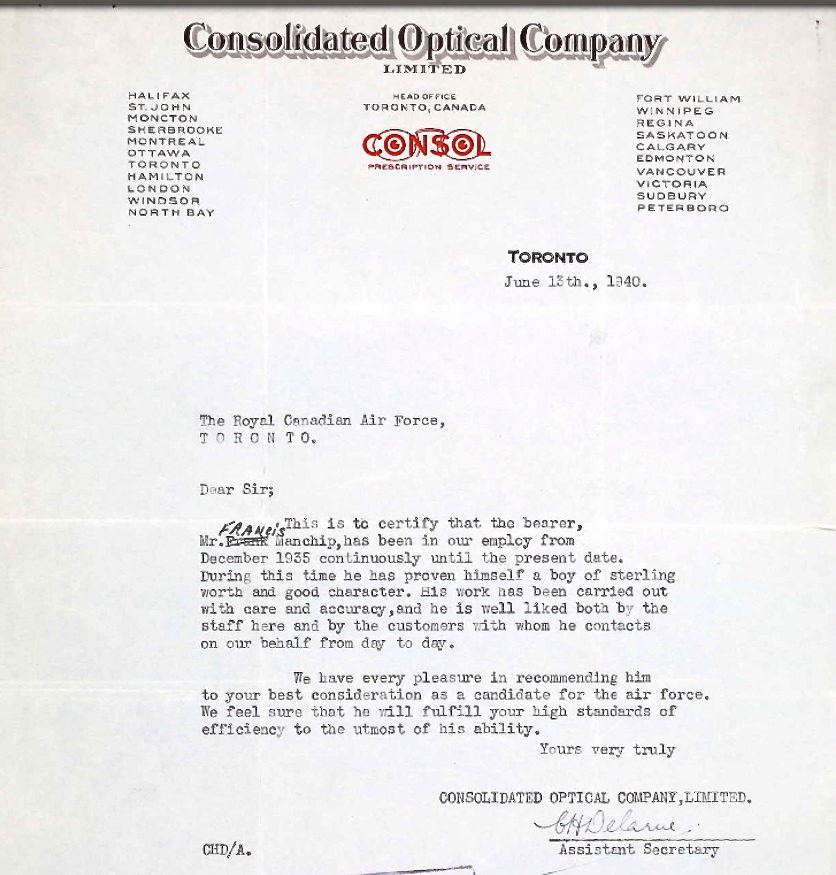 Consolidated Optical Company
LIMITED
HALIFAX
ST. JOHN
MONCTON
SHERBROOKE
MONTREAL
OTTAWA
TORONTO
HAMILTON
LONDON
WINDSOR
NORTH BAY
HEAD OFFICE
TORONTO, CANADA
CONSOL
PRESCRIPTION SERVICE
FORT WILLIAM
WINNIPEG
REGINA
SASKATOON
CALGARY
EDMONTON
VANCOUVER
VICTORIA
SUDBURY
PETERBORO
TORONTO
June 13th., 1940.
The Royal Canadian Air Force,
T O R O N T O.
Dear Sir;
This is to certify that the bearer,
FRANCIS
Mr. Frank Manchip, has been in our employ from
December 1935 continuously until the present date.
During this time he has proven himself a boy of sterling
worth and good character. His work has been carried out
with care and accuracy,and he is well liked both by the
staff here and by the customers with whom he contacts
on our behalf from day to day.
We have every pleasure in recommending him
to your best consideration as a candidate for the air force.
We feel sure that he will fulfill your high standards of
efficiency to the utmost of his ability.
Yours very truly
CONSOLIDATED OPTICAL COMPANY,LIMITED.
CHDelarue.
CHD/A.
Assistant Secretary